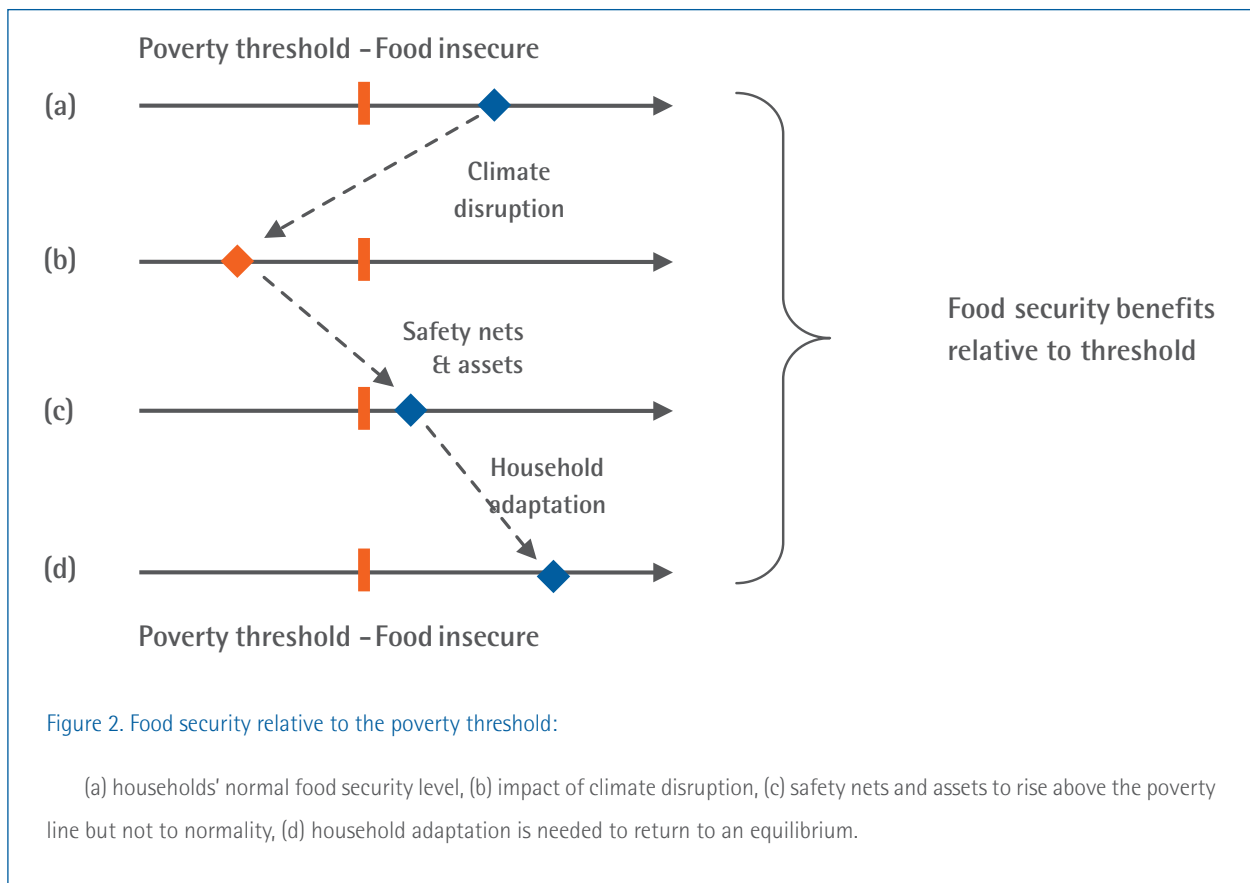 Poverty threshold - Food insecure
(a)
Climate
disruption
(b)
Safety nets
& assets
(c)
Household
adaptation
(d)
Poverty threshold - Food insecure
Food security benefits
relative to threshold
Figure 2. Food security relative to the poverty threshold:
(a) households’ normal food security level, (b) impact of climate disruption, (c) safety nets and assets to rise above the poverty
line but not to normality, (d) household adaptation is needed to return to an equilibrium.